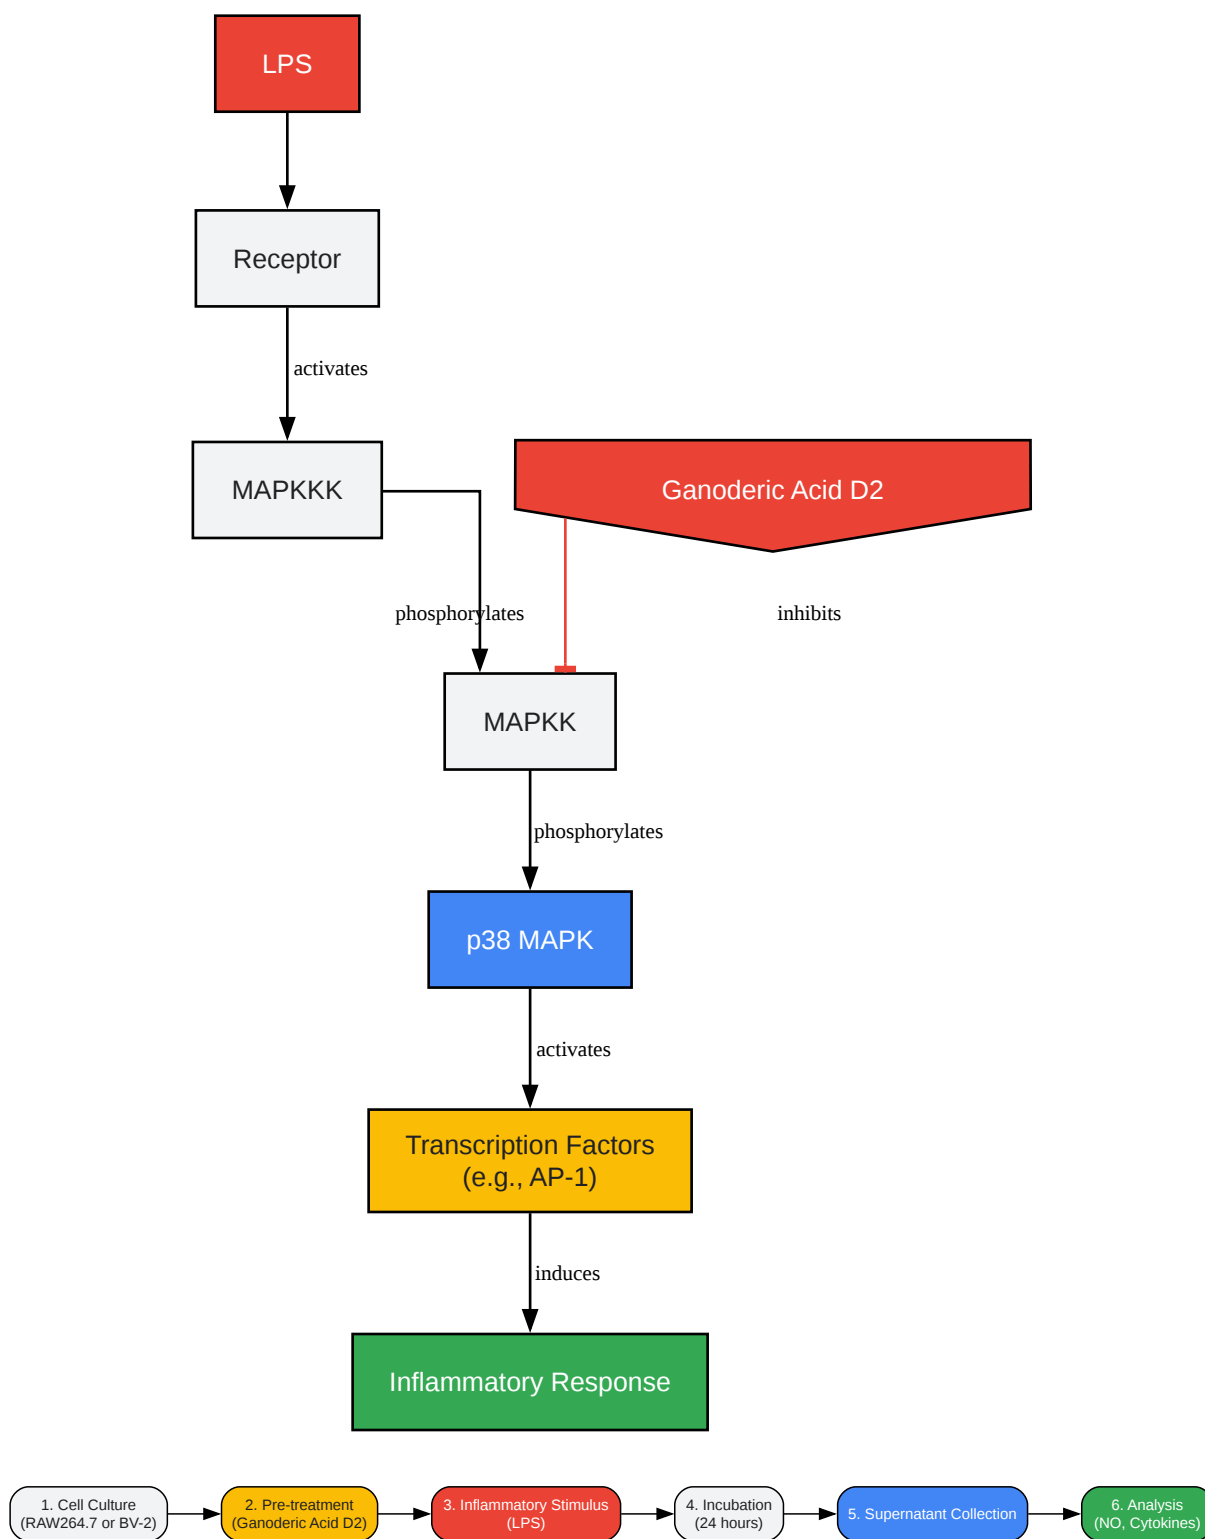 LPS
Receptor
activates
MAPKKK
Ganoderic Acid D2
phosphorylates
inhibits
MAPKK
phosphorylates
p38 MAPK
activates
Transcription Factors
(e.g., AP-1)
induces
Inflammatory Response
1. Cell Culture
(RAW264.7 or BV-2)
2. Pre-treatment
(Ganoderic Acid D2)
3. Inflammatory Stimulus
(LPS)
4. Incubation
(24 hours)
5. Supernatant Collection
6. Analysis
(NO, Cytokines)